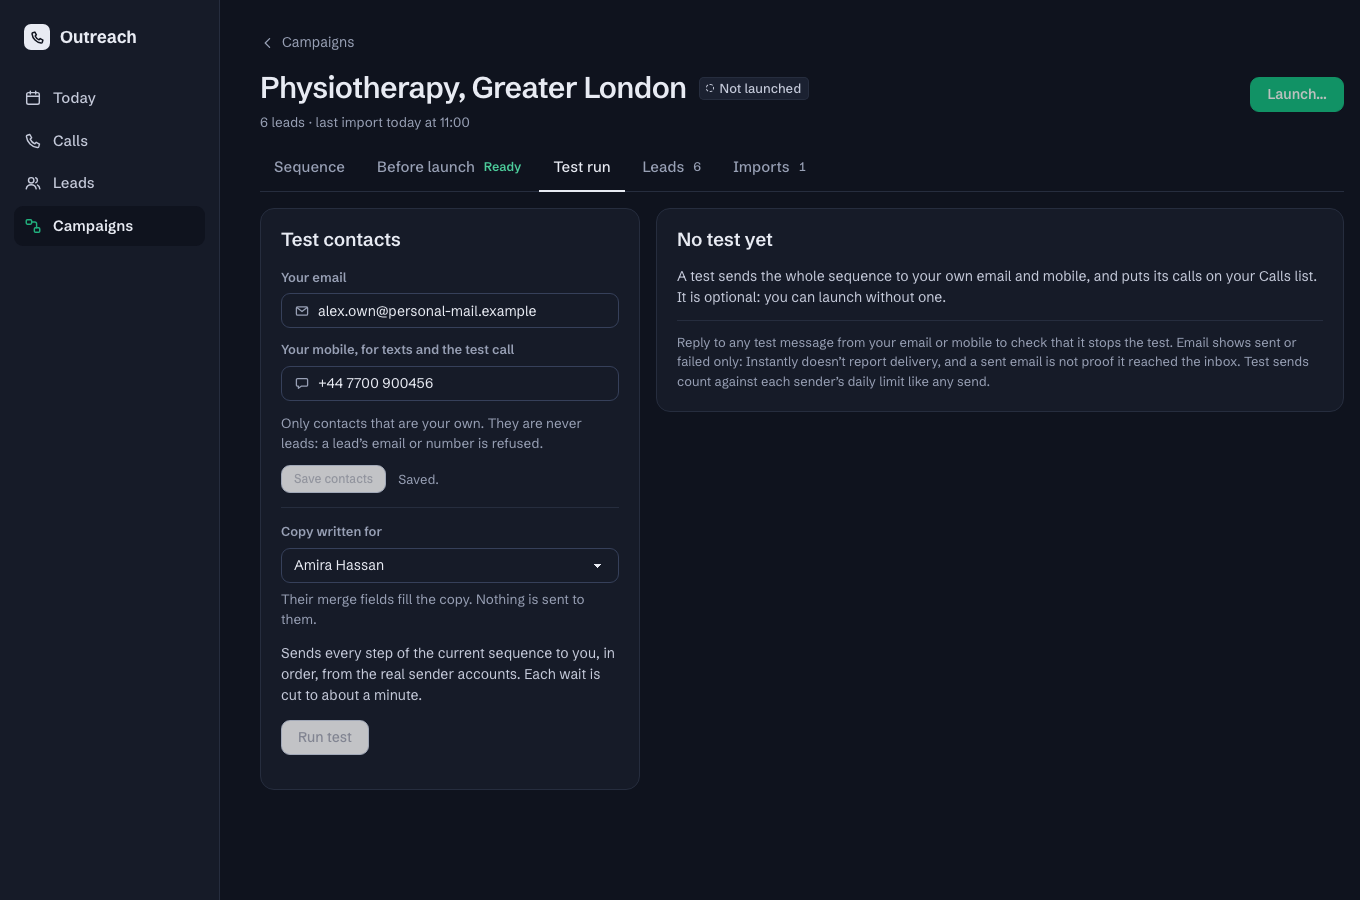 Outreach
Today
Calls
Leads
Campaigns
Campaigns
Physiotherapy, Greater London
Not launched
Launch...
6 leads · last import today at 11:00
Sequence
Before launch Ready
Test run
Leads 6
Imports 1
Test contacts
Your email
alex.own@personal-mail.example
Your mobile, for texts and the test call
+44 7700 900456
Only contacts that are your own. They are never
leads: a lead’s email or number is refused.
Save contacts
Saved.
Copy written for
Amira Hassan
Their merge fields fill the copy. Nothing is sent to
them.
Sends every step of the current sequence to you, in
order, from the real sender accounts. Each wait is
cut to about a minute.
Run test
No test yet
A test sends the whole sequence to your own email and mobile, and puts its calls on your Calls list.
It is optional: you can launch without one.
Reply to any test message from your email or mobile to check that it stops the test. Email shows sent or
failed only: Instantly doesn’t report delivery, and a sent email is not proof it reached the inbox. Test sends
count against each sender’s daily limit like any send.